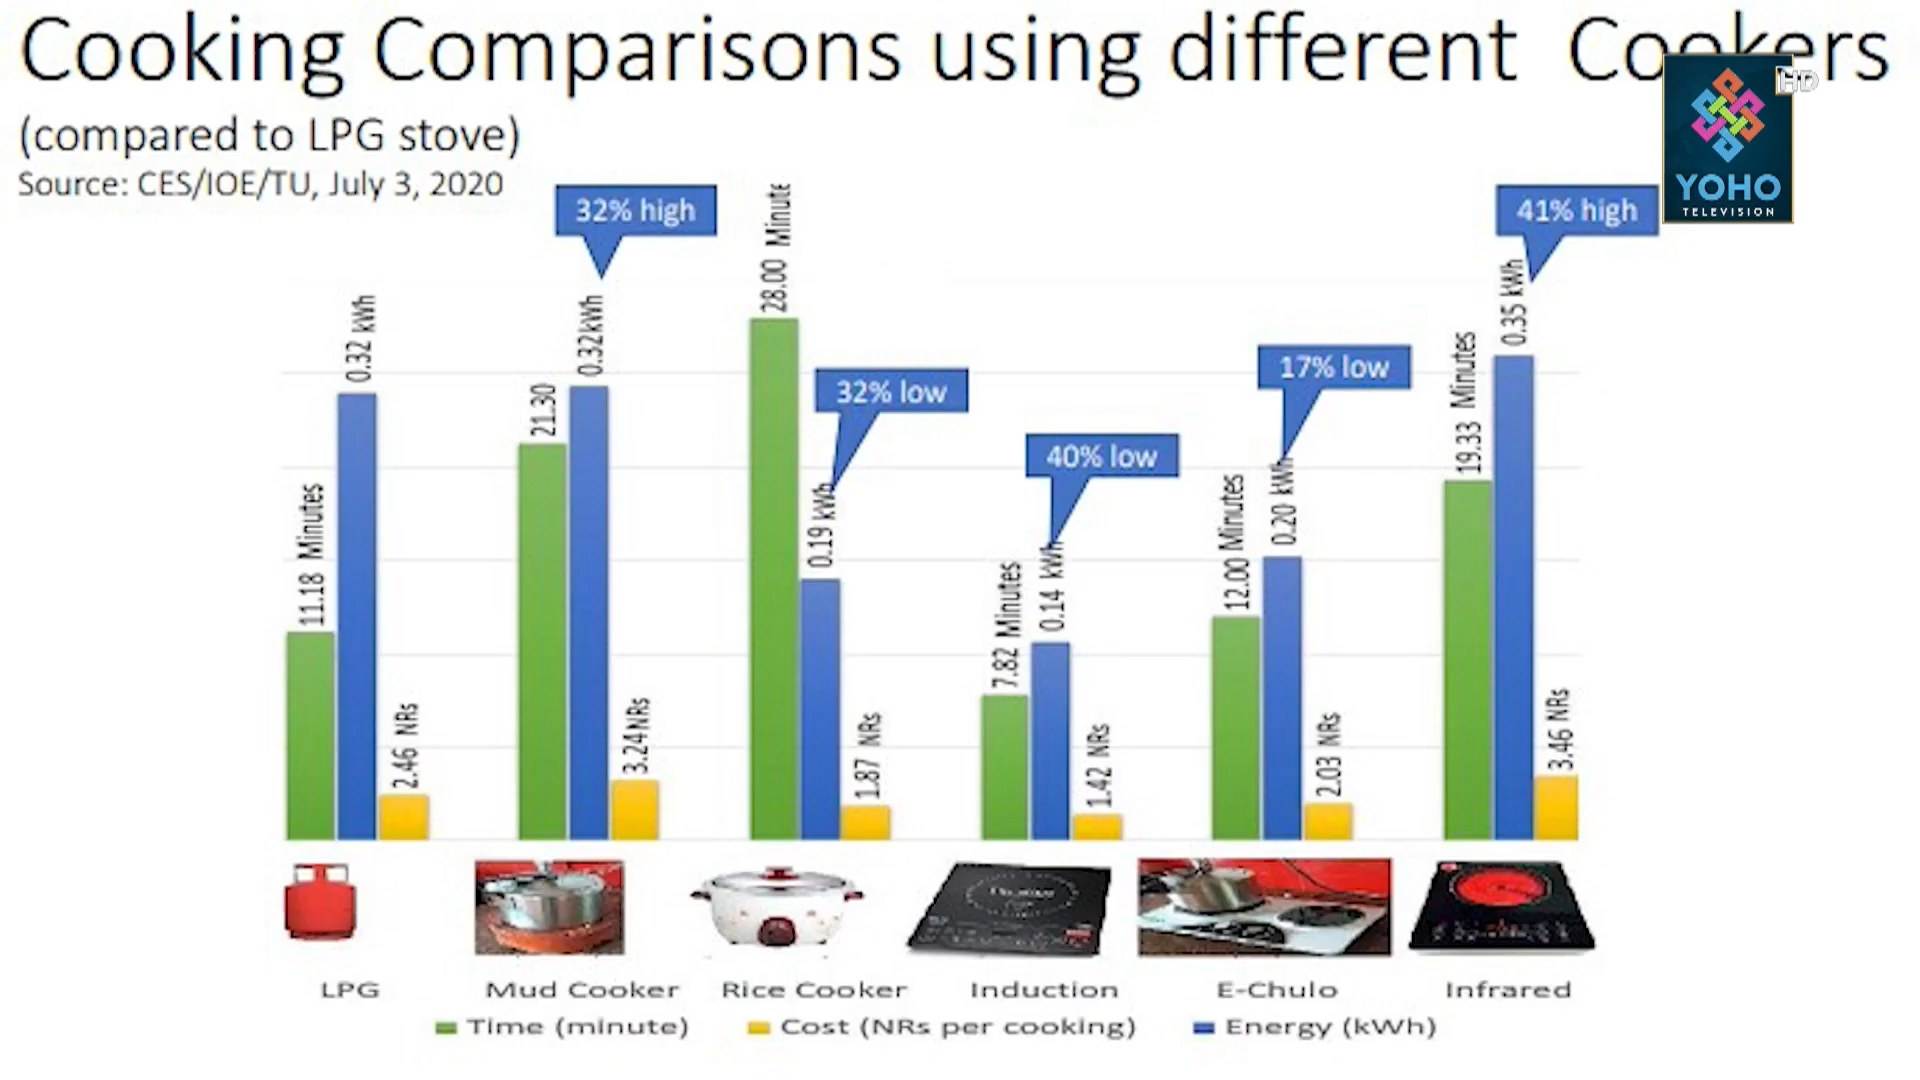 Cooking Comparisons using different Cookers
(compared to LPG stove)
Source: CES/IOE/TU, July 3, 2020
HD
YOHO
TELEVISION
11.18 Minutes
0.32 kWh
2.46 NRs
32% high
21.30
0.32kWh
3.24NRs
28.00 Minute
32% low
0.19 kWh
1.87 NRs
7.82 Minutes
40% low
0.14 kWh
1.42 NRs
12.00 Minutes
17% low
0.20 kWh
2.03 NRs
19.33 Minutes
41% high
0.35 kWh
3.46 NRs
LPG
Mud Cooker
Rice Cooker
Induction
E-Chulo
Infrared
Time (minute)
Cost (NRs per cooking)
Energy (kWh)